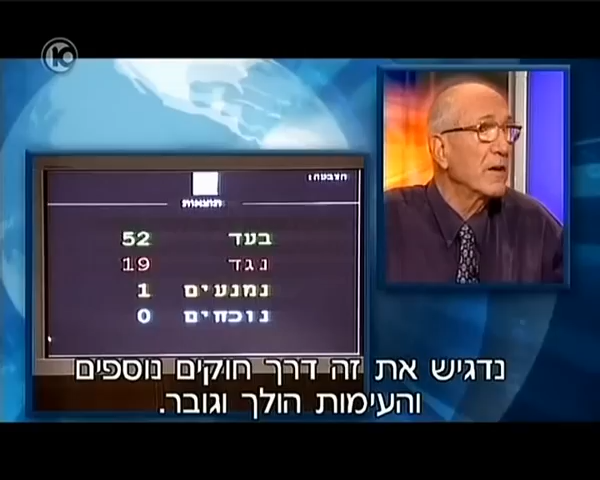 10
הצבעה:
תוצאות
בעד 52
נגד 19
נמנעים 1
נוכחים 0
נדגיש את זה דרך חוקים נוספים
והעימות הולך וגובר.